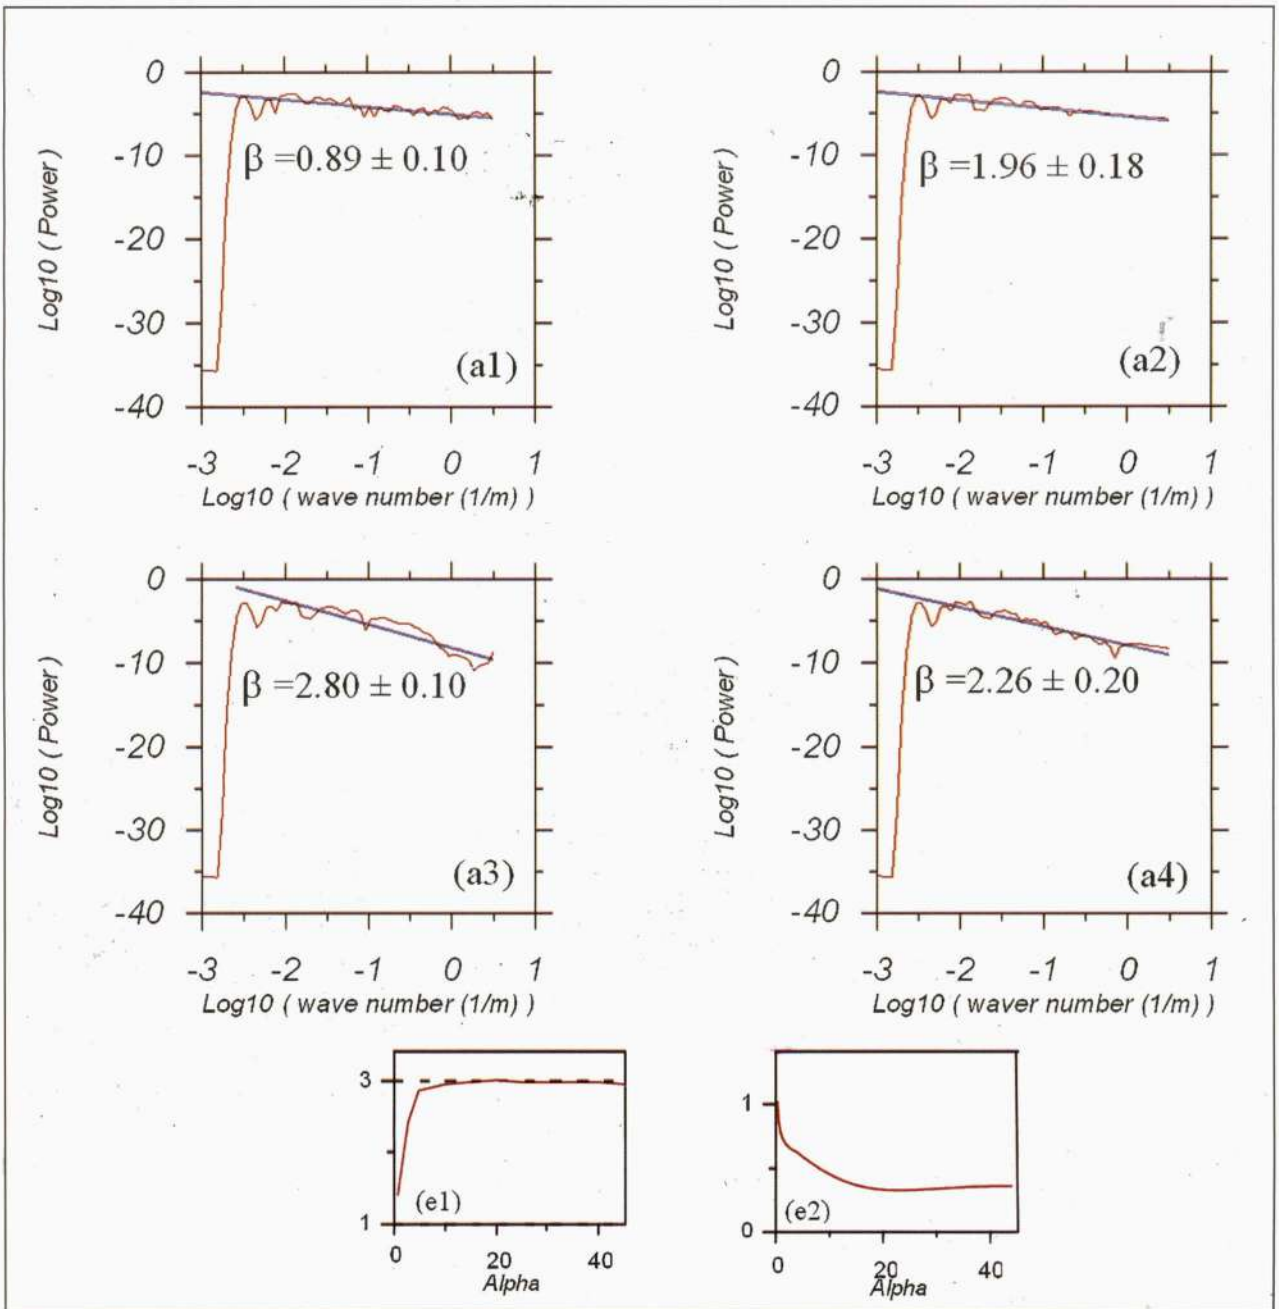 0
-10
-20
-30
-40
Log10 ( Power )
β =0.89 ± 0.10
(a1)
-3 -2 -1 0 1
Log10 ( wave number (1/m) )
0
-10
-20
-30
-40
Log10 ( Power )
β =1.96 ± 0.18
(a2)
-3 -2 -1 0 1
Log10 ( waver number (1/m) )
0
-10
-20
-30
-40
Log10 ( Power )
β =2.80 ± 0.10
(a3)
-3 -2 -1 0 1
Log10 ( wave number (1/m) )
0
-10
-20
-30
-40
Log10 ( Power )
β =2.26 ± 0.20
(a4)
-3 -2 -1 0 1
Log10 ( waver number (1/m) )
3
1
(e1)
0 20 40
Alpha
1
0
(e2)
0 20 40
Alpha